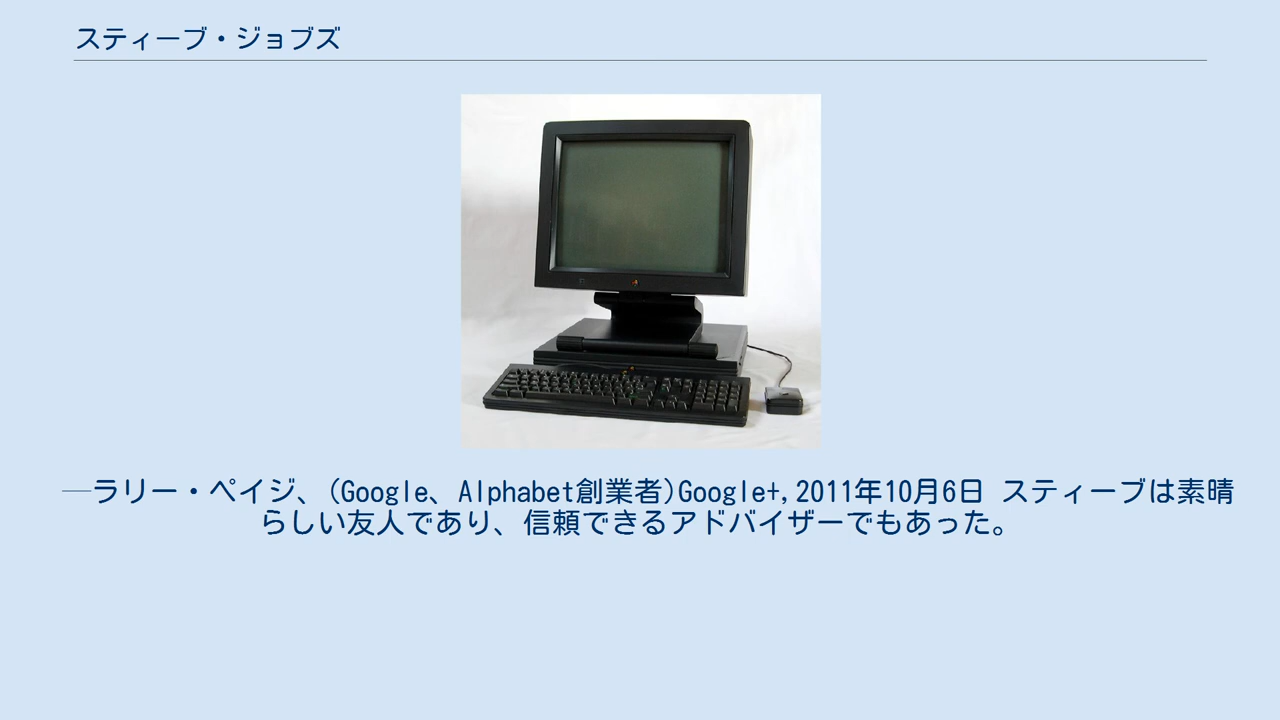 スティーブ・ジョブズ
―ラリー・ペイジ、(Google、Alphabet創業者)Google+,2011年10月6日 スティーブは素晴
らしい友人であり、信頼できるアドバイザーでもあった。